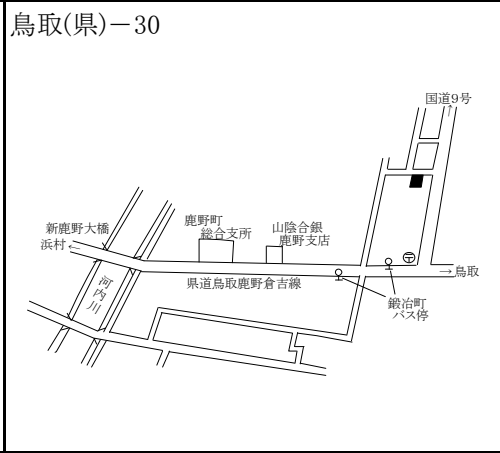 鳥取(県)－30
国道9号
↑
新鹿野大橋
浜村←
鹿野町
総合支所
山陰合銀
鹿野支店
河内川
県道鳥取鹿野倉吉線
〒
→鳥取
鍛冶町
バス停